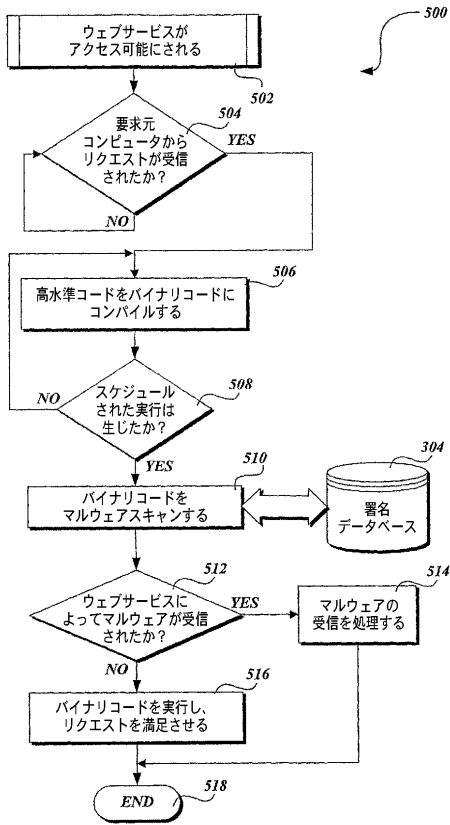 500
ウェブサービスが
アクセス可能にされる
502
504
要求元
コンピュータから
リクエストが受信
されたか？
YES
NO
506
高水準コードをバイナリコードに
コンパイルする
508
スケジュール
された実行は
生じたか？
NO
YES
510
バイナリコードを
マルウェアスキャンする
304
署名
データベース
512
ウェブサービスに
よってマルウェアが受信
されたか？
YES
NO
514
マルウェアの
受信を処理する
516
バイナリコードを実行し、
リクエストを満足させる
END
518